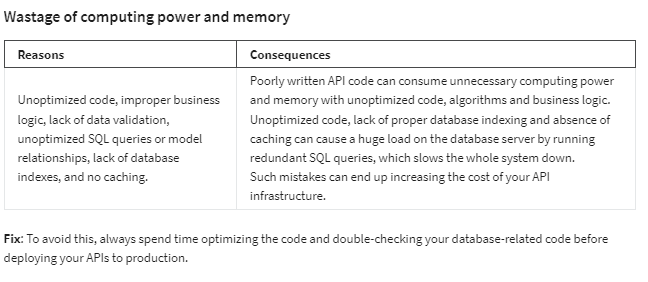 Wastage of computing power and memory
Reasons
Consequences
Unoptimized code, improper business
logic, lack of data validation,
unoptimized SQL queries or model
relationships, lack of database
indexes, and no caching.
Poorly written API code can consume unnecessary computing power
and memory with unoptimized code, algorithms and business logic.
Unoptimized code, lack of proper database indexing and absence of
caching can cause a huge load on the database server by running
redundant SQL queries, which slows the whole system down.
Such mistakes can end up increasing the cost of your API
infrastructure.
Fix: To avoid this, always spend time optimizing the code and double-checking your database-related code before
deploying your APIs to production.